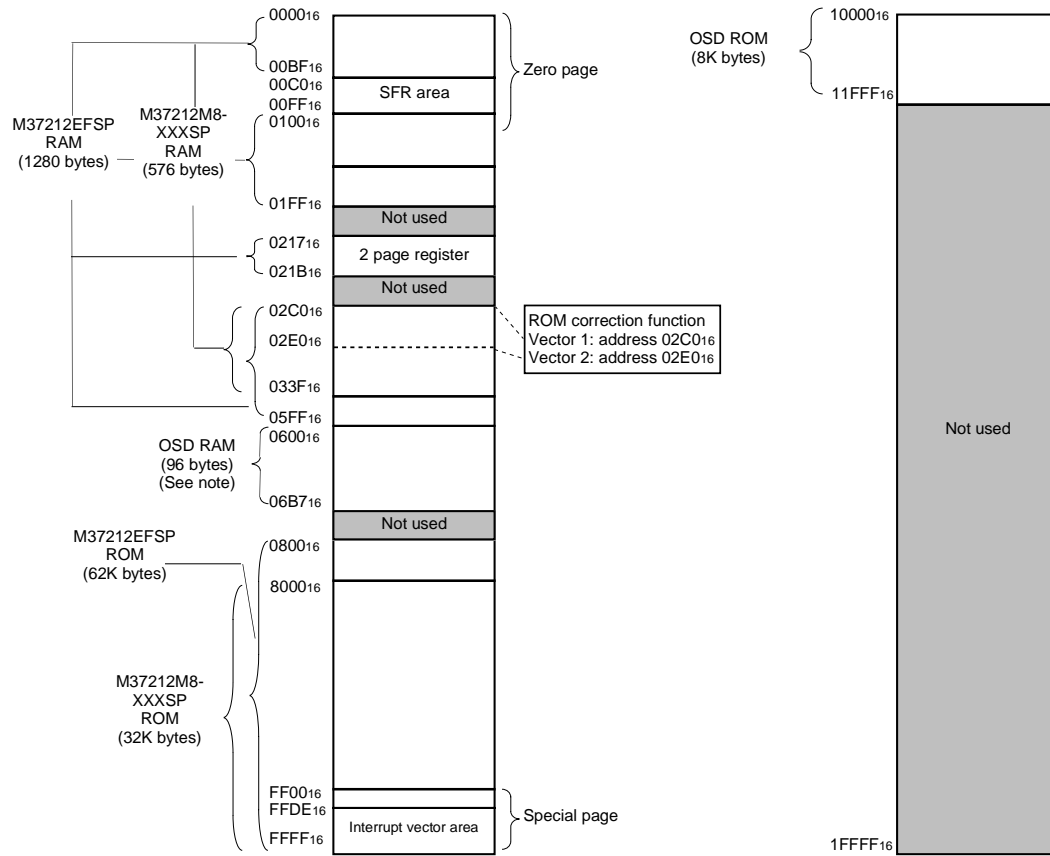 000016
00BF16
00C016
00FF16
010016
01FF16
021716
021B16
02C016
02E016
033F16
05FF16
060016
06B716
080016
800016
FF0016
FFDE16
FFFF16
M37212EFSP
RAM
(1280 bytes)
M37212M8-
XXXSP
RAM
(576 bytes)
OSD RAM
(96 bytes)
(See note)
M37212EFSP
ROM
(62K bytes)
M37212M8-
XXXSP
ROM
(32K bytes)
SFR area
Not used
2 page register
Not used
Not used
Interrupt vector area
Zero page
ROM correction function
Vector 1: address 02C016
Vector 2: address 02E016
Special page
OSD ROM
(8K bytes)
1000016
11FFF16
Not used
1FFFF16